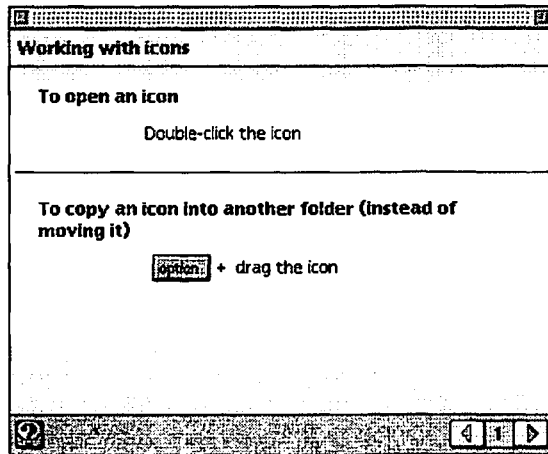 Working with icons
To open an icon
Double-click the icon
To copy an icon into another folder (instead of
moving it)
option + drag the icon
?
1